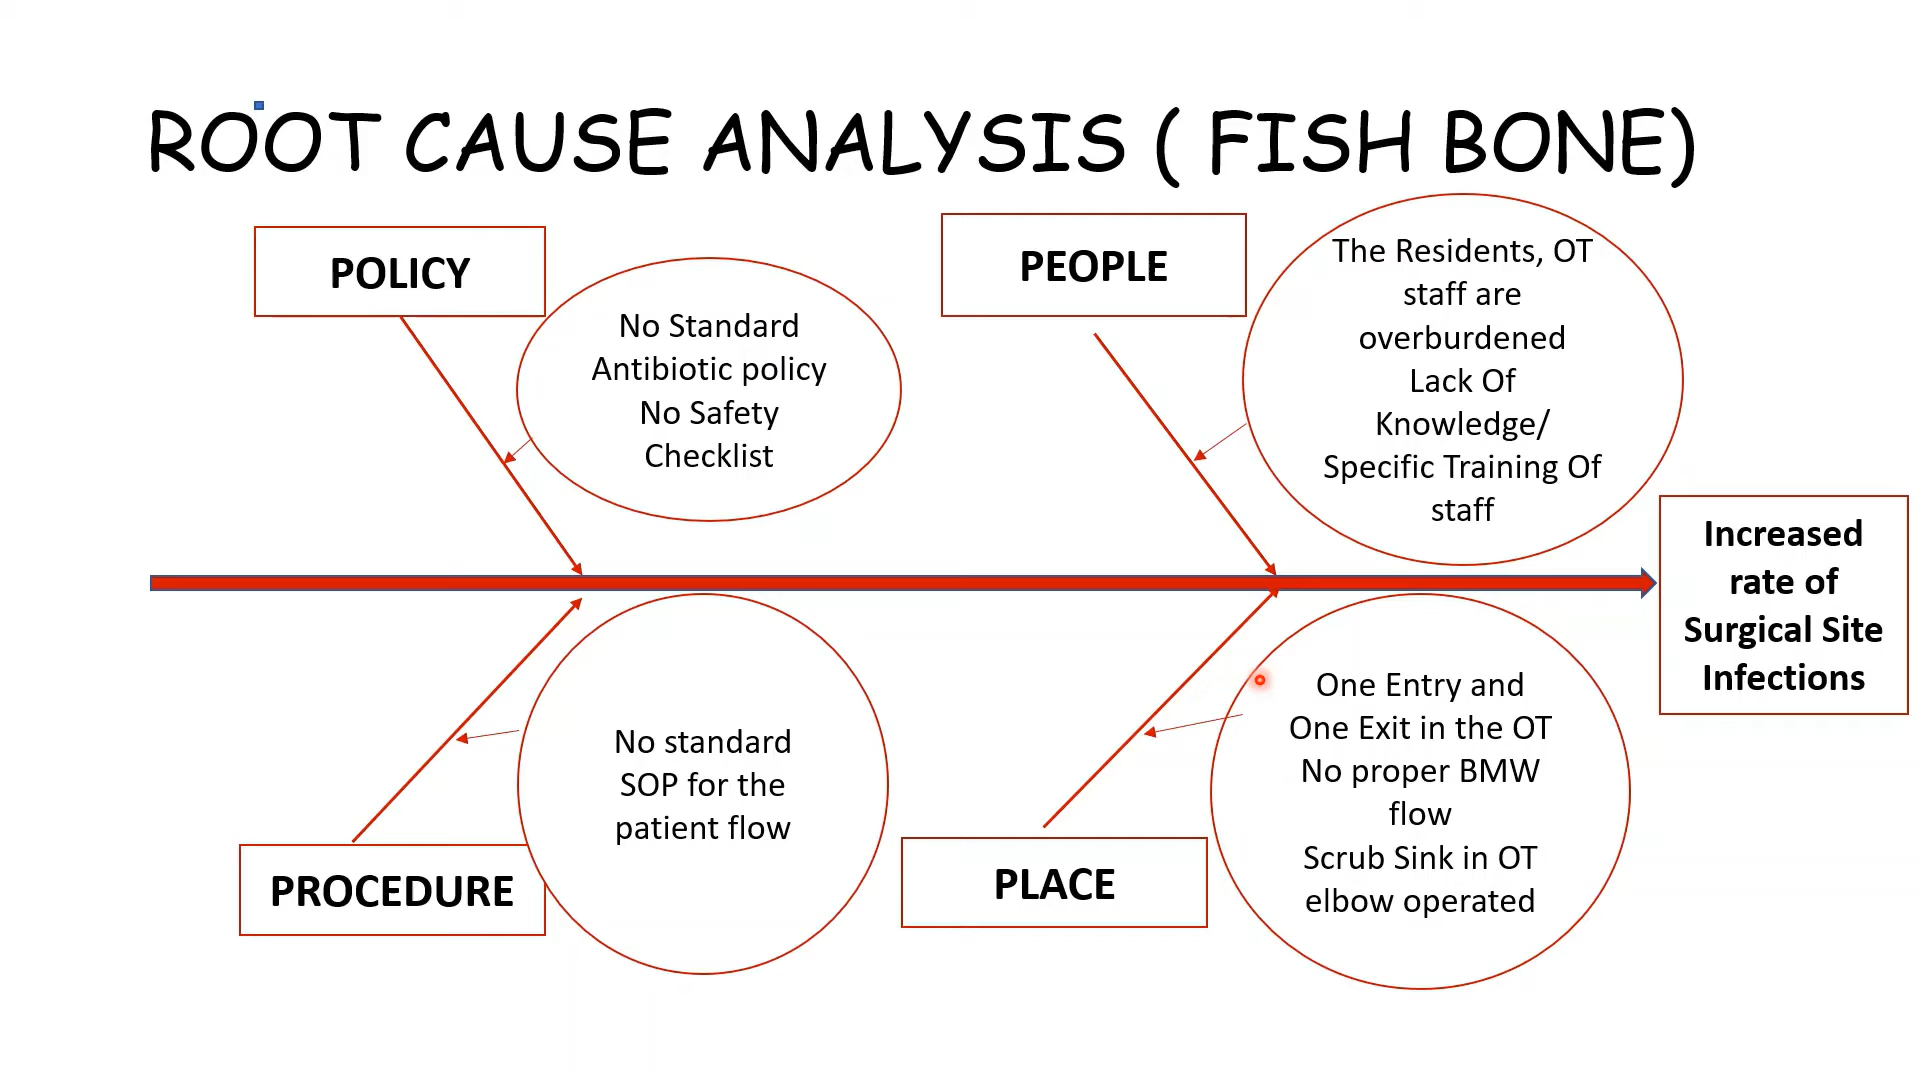 ROOT CAUSE ANALYSIS ( FISH BONE)
POLICY
No Standard
Antibiotic policy
No Safety
Checklist
PEOPLE
The Residents, OT
staff are
overburdened
Lack Of
Knowledge/
Specific Training Of
staff
Increased
rate of
Surgical Site
Infections
PROCEDURE
No standard
SOP for the
patient flow
PLACE
One Entry and
One Exit in the OT
No proper BMW
flow
Scrub Sink in OT
elbow operated